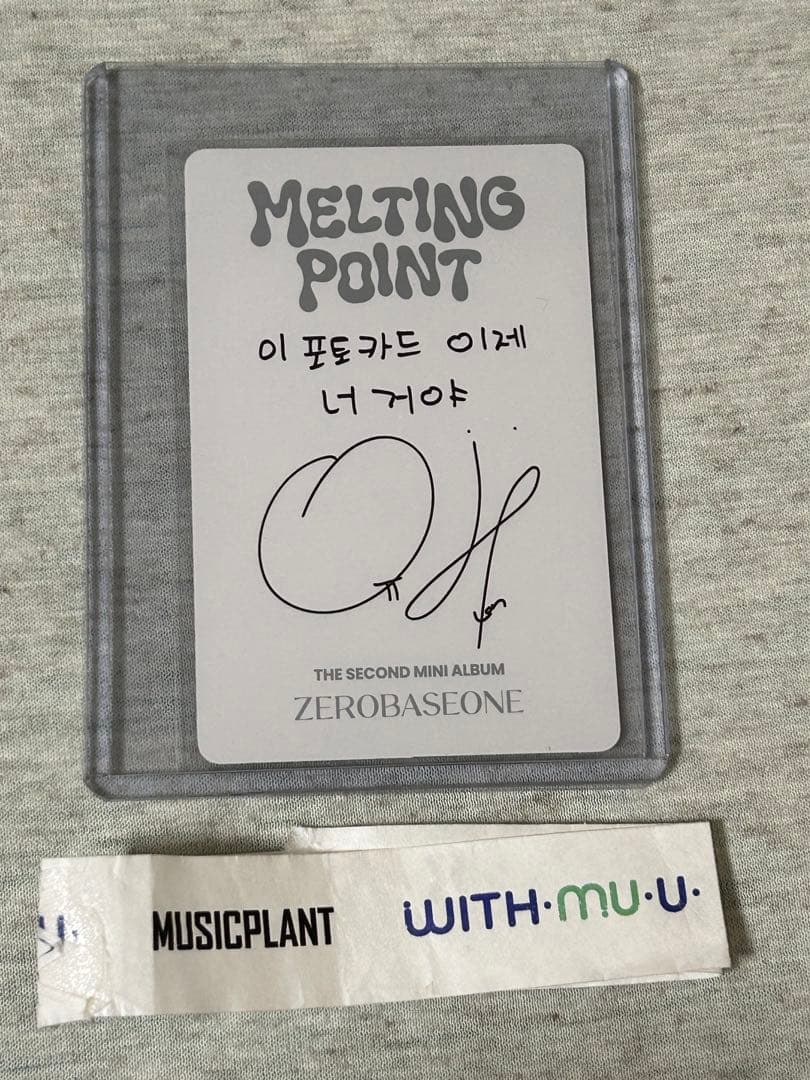 MELTING
POINT
이 포토카드 이제
너 거야
THE SECOND MINI ALBUM
ZEROBASEONE
MUSICPLANT WITH·MU·U·